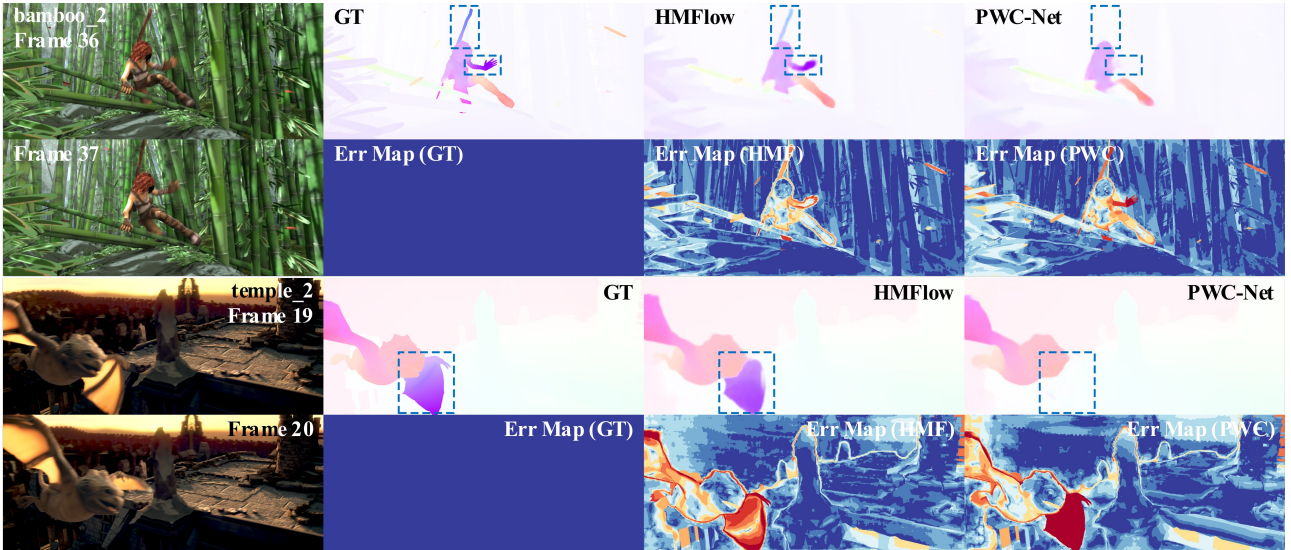 bamboo_2
Frame 36
GT
HMFlow
PWC-Net
Frame 37
Err Map (GT)
Err Map (HMF)
Err Map (PWC)
temple_2
Frame 19
GT
HMFlow
PWC-Net
Frame 20
Err Map (GT)
Err Map (HMF)
Err Map (PWC)